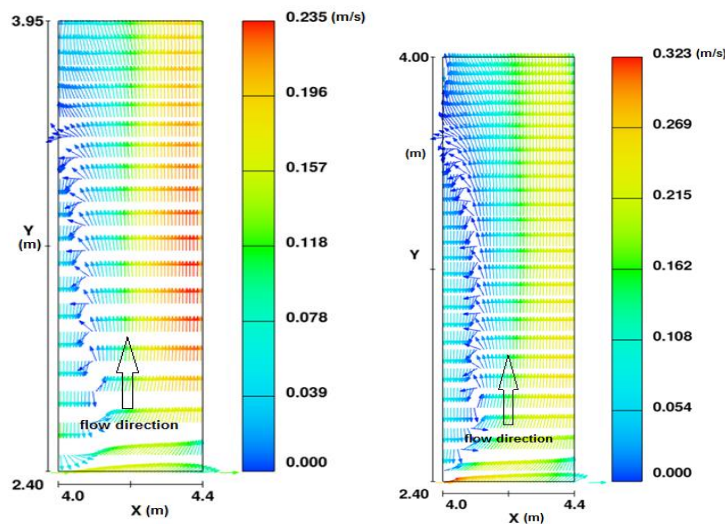 3.95
Y
(m)
2.40
4.0
4.4
X (m)
flow direction
0.235 (m/s)
0.196
0.157
0.118
0.078
0.039
0.000
4.00
(m)
Y
2.40
4.0
4.4
X (m)
flow direction
0.323 (m/s)
0.269
0.215
0.162
0.108
0.054
0.000